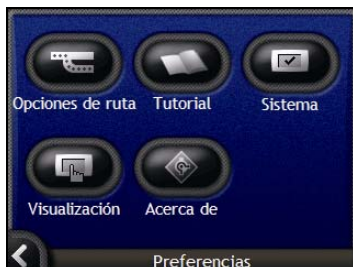 Opciones de ruta Tutorial Sistema
Visualización Acerca de
Preferencias